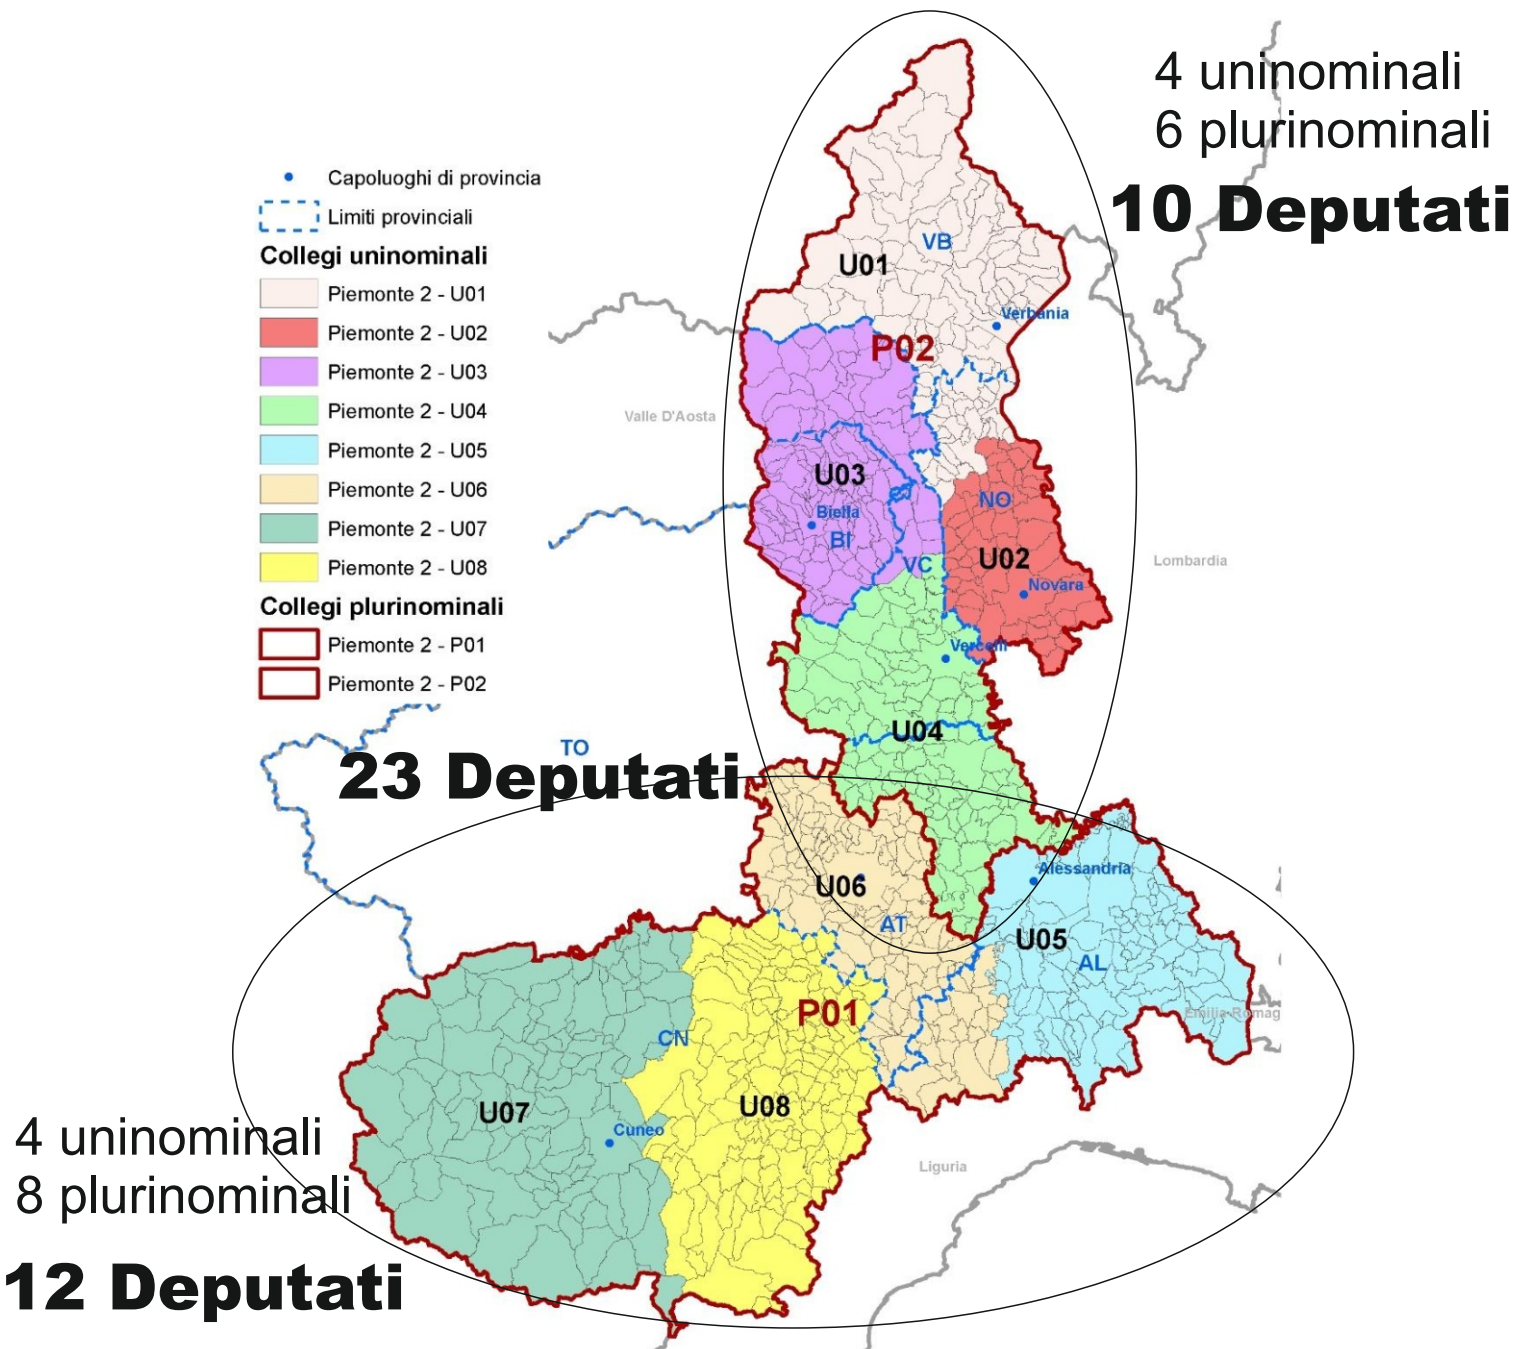 4 uninominali
6 plurinominali
10 Deputati
Capoluoghi di provincia
Limiti provinciali
Collegi uninominali
Piemonte 2 - U01
Piemonte 2 - U02
Piemonte 2 - U03
Piemonte 2 - U04
Piemonte 2 - U05
Piemonte 2 - U06
Piemonte 2 - U07
Piemonte 2 - U08
Collegi plurinominali
Piemonte 2 - P01
Piemonte 2 - P02
VB
U01
Verbania
P02
Valle D'Aosta
U03
NO
Biella
BI
VC
U02
Lombardia
Novara
Vercelli
U04
TO
23 Deputati
Alessandria
U06
AT
U05
AL
P01
Emilia-Romag
CN
U07
U08
Cuneo
Liguria
4 uninominali
8 plurinominali
12 Deputati